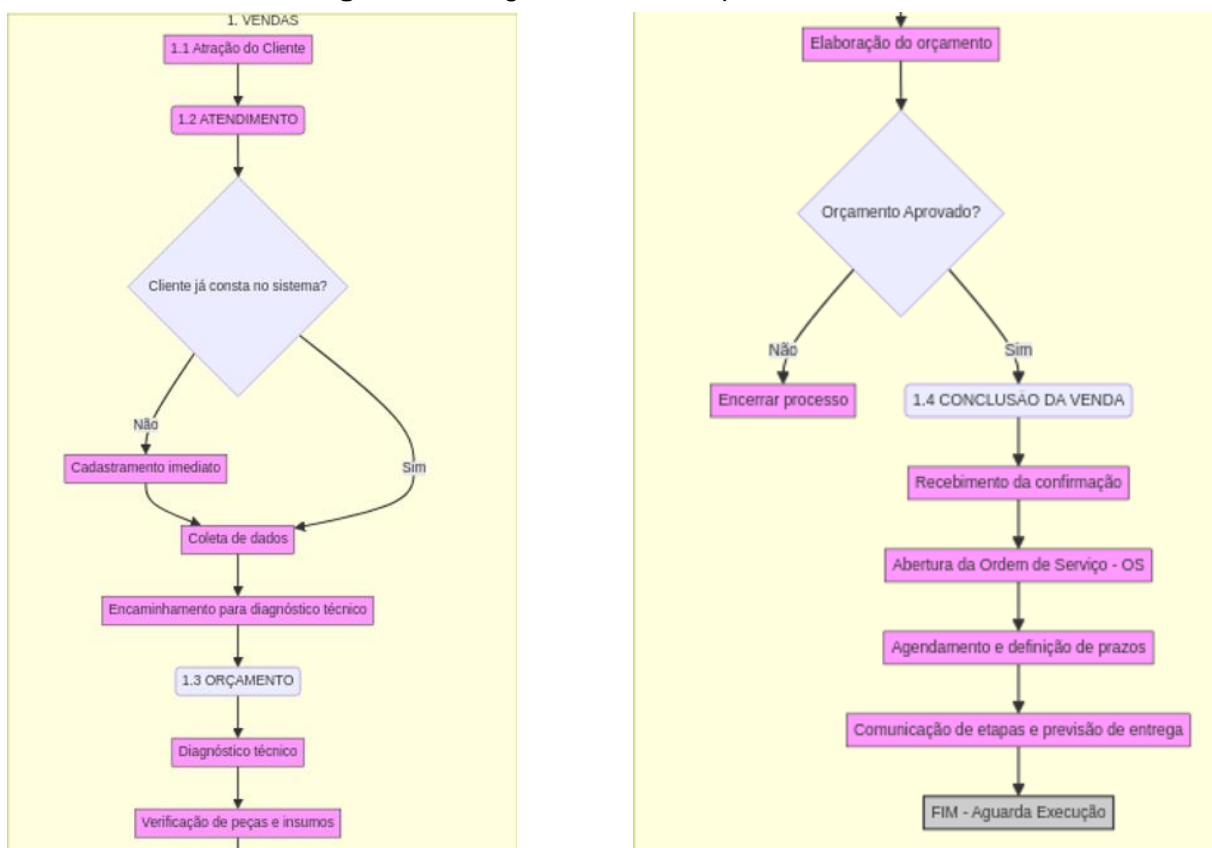 1. VENDAS
1.1 Atração do Cliente
1.2 ATENDIMENTO
Cliente já consta no sistema?
Não
Sim
Cadastramento imediato
Coleta de dados
Encaminhamento para diagnóstico técnico
1.3 ORÇAMENTO
Diagnóstico técnico
Verificação de peças e insumos
Elaboração do orçamento
Orçamento Aprovado?
Não
Sim
Encerrar processo
1.4 CONCLUSÃO DA VENDA
Recebimento da confirmação
Abertura da Ordem de Serviço - OS
Agendamento e definição de prazos
Comunicação de etapas e previsão de entrega
FIM - Aguarda Execução